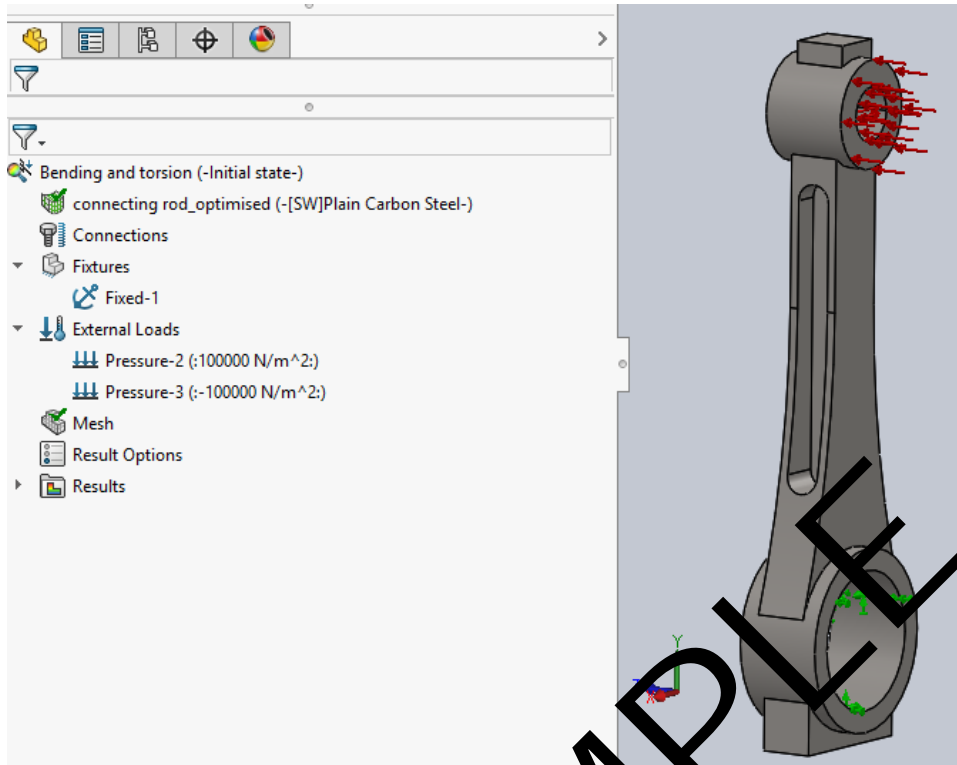 Bending and torsion (-Initial state-)
connecting rod_optimised (-[SW]Plain Carbon Steel-)
Connections
Fixtures
Fixed-1
External Loads
Pressure-2 (:100000 N/m^2:)
Pressure-3 (:-100000 N/m^2:)
Mesh
Result Options
Results
Y
X
MPLE